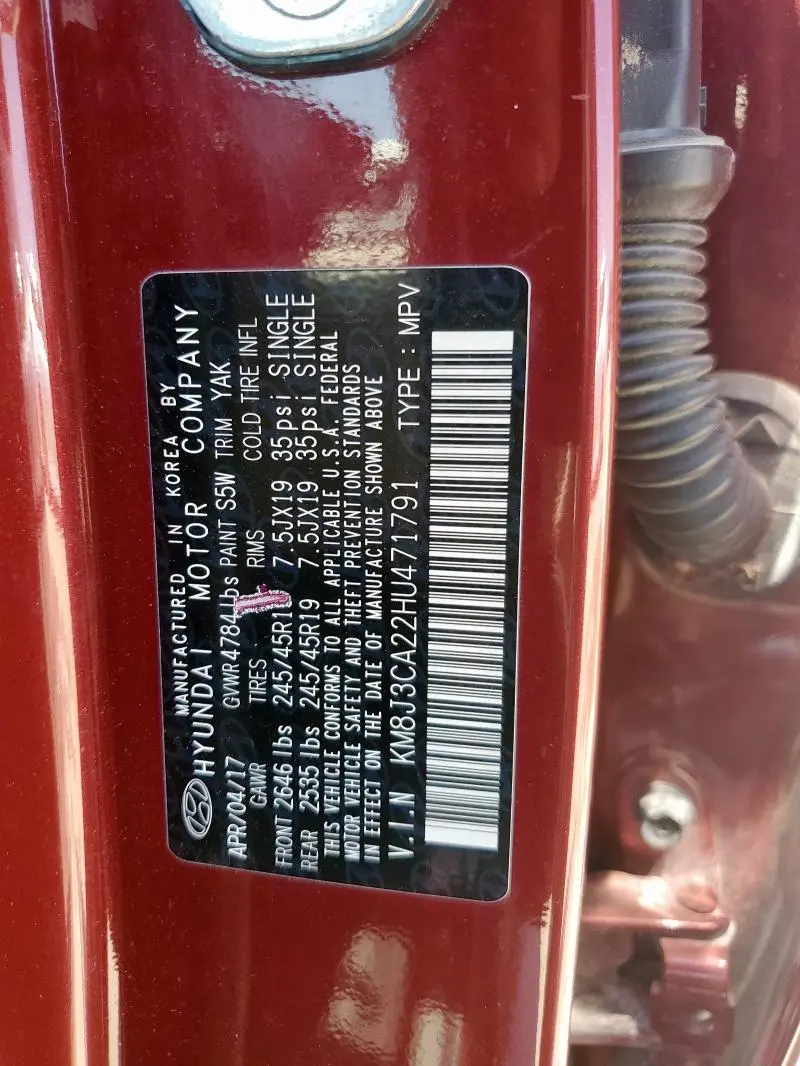 MANUFACTURED IN KOREA BY
HYUNDAI MOTOR COMPANY
APR/04/17 GVWR 4784lbs PAINT S5W TRIM YAK
GAWR TIRES RIMS COLD TIRE INFL
FRONT 2646 lbs 245/45R1 7.5JX19 35psi SINGLE
REAR 2535 lbs 245/45R19 7.5JX19 35psi SINGLE
THIS VEHICLE CONFORMS TO ALL APPLICABLE U.S.A. FEDERAL
MOTOR VEHICLE SAFETY AND THEFT PREVENTION STANDARDS
IN EFFECT ON THE DATE OF MANUFACTURE SHOWN ABOVE
V.I.N KM8J3CA22HU471791 TYPE : MPV